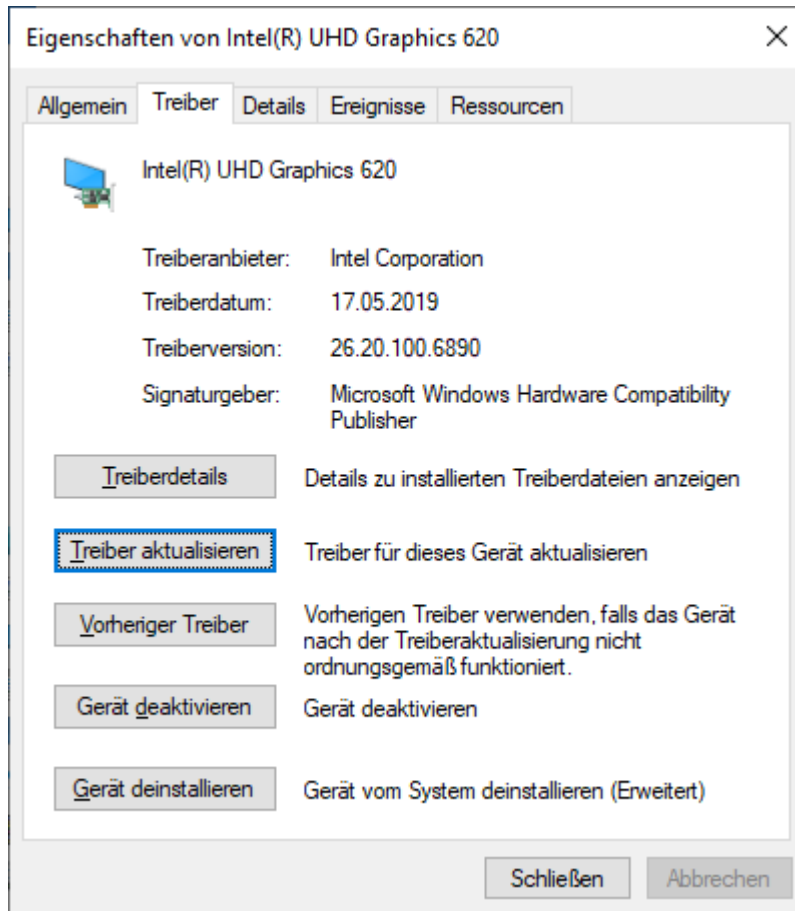 Eigenschaften von Intel(R) UHD Graphics 620
Allgemein Treiber Details Ereignisse Ressourcen
Intel(R) UHD Graphics 620
Treiberanbieter: Intel Corporation
Treiberdatum: 17.05.2019
Treiberversion: 26.20.100.6890
Signaturgeber: Microsoft Windows Hardware Compatibility
Publisher
Treiberdetails Details zu installierten Treiberdateien anzeigen
Treiber aktualisieren Treiber für dieses Gerät aktualisieren
Vorheriger Treiber Vorherigen Treiber verwenden, falls das Gerät
nach der Treiberaktualisierung nicht
ordnungsgemäß funktioniert.
Gerät deaktivieren Gerät deaktivieren
Gerät deinstallieren Gerät vom System deinstallieren (Erweitert)
Schließen Abbrechen